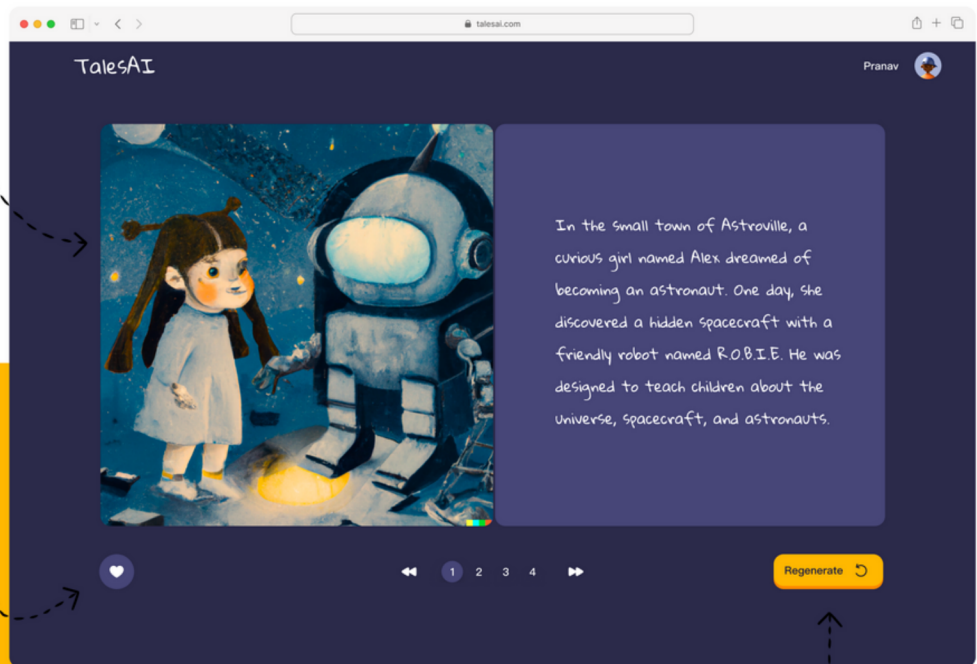 talesai.com
TalesAI
Pranav
In the small town of Astroville, a
curious girl named Alex dreamed of
becoming an astronaut. One day, she
discovered a hidden spacecraft with a
friendly robot named R.O.B.I.E. He was
designed to teach children about the
universe, spacecraft, and astronauts.
1 2 3 4
Regenerate